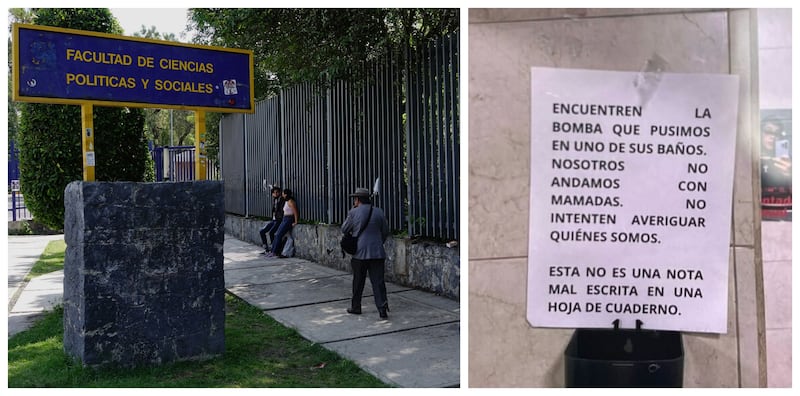 FACULTAD DE CIENCIAS
POLITICAS Y SOCIALES
ENCUENTREN LA
BOMBA QUE PUSIMOS
EN UNO DE SUS BAÑOS.
NOSOTROS NO
ANDAMOS CON
MAMADAS. NO
INTENTEN AVERIGUAR
QUIÉNES SOMOS.
ESTA NO ES UNA NOTA
MAL ESCRITA EN UNA
HOJA DE CUADERNO.